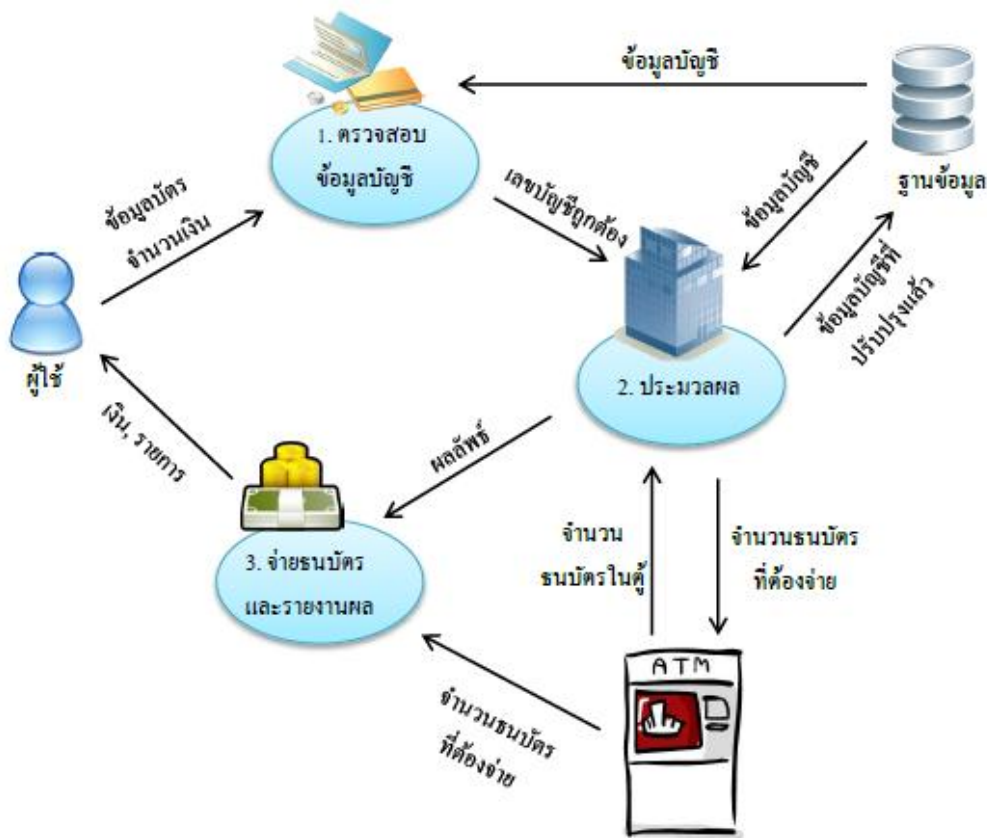 ข้อมูลบัญชี
1. ตรวจสอบ
ข้อมูลบัญชี
ฐานข้อมูล
ข้อมูลบัตร
จำนวนเงิน
เลขบัญชีถูกต้อง
ข้อมูลบัญชี
ข้อมูลบัญชีที่
ปรับปรุงแล้ว
ผู้ใช้
2. ประมวลผล
เงิน, รายการ
ผลลัพธ์
3. จ่ายธนบัตร
และรายงานผล
จำนวน
ธนบัตรในตู้
จำนวนธนบัตร
ที่ต้องจ่าย
จำนวนธนบัตร
ที่ต้องจ่าย
ATM